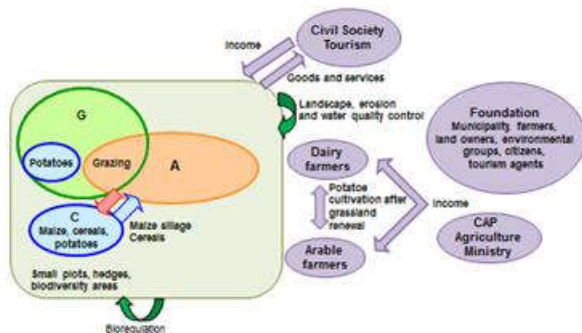 Civil Society
Tourism
Income
Goods and services
Landscape, erosion
and water quality control
Foundation
Municipality, farmers,
land owners, environmental
groups, citizens,
tourism agents
G
Potatoes
Grazing
A
Dairy
farmers
Potatoe
cultivation after
grassland
renewal
Income
C
Maize, cereals,
potatoes
Maize sillage
Cereals
CAP
Agriculture
Ministry
Arable
farmers
Small plots, hedges,
biodiversity areas
Bioregulation